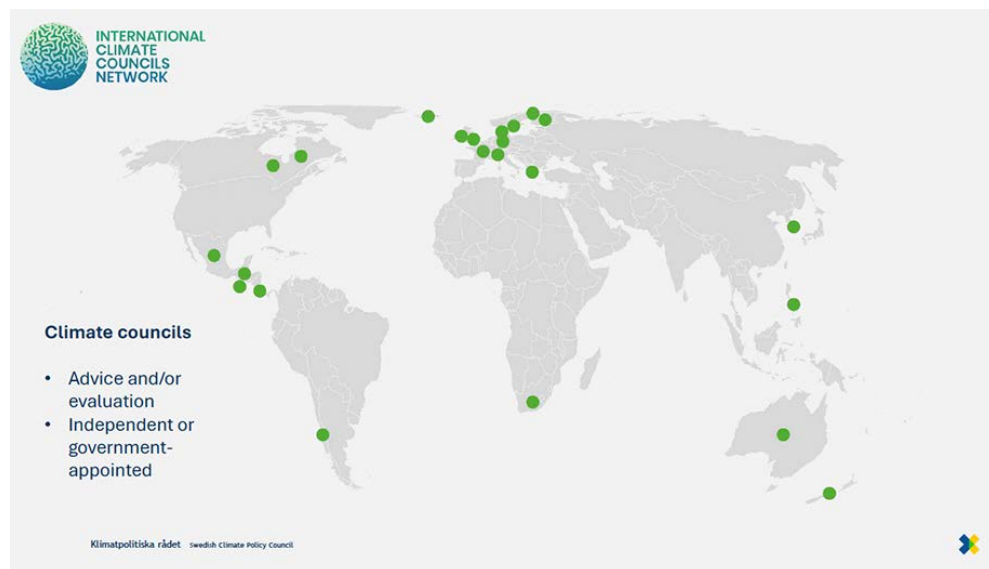 INTERNATIONAL
CLIMATE
COUNCILS
NETWORK
Climate councils
• Advice and/or
evaluation
• Independent or
government-
appointed
Klimatpolitiska rådet Swedish Climate Policy Council